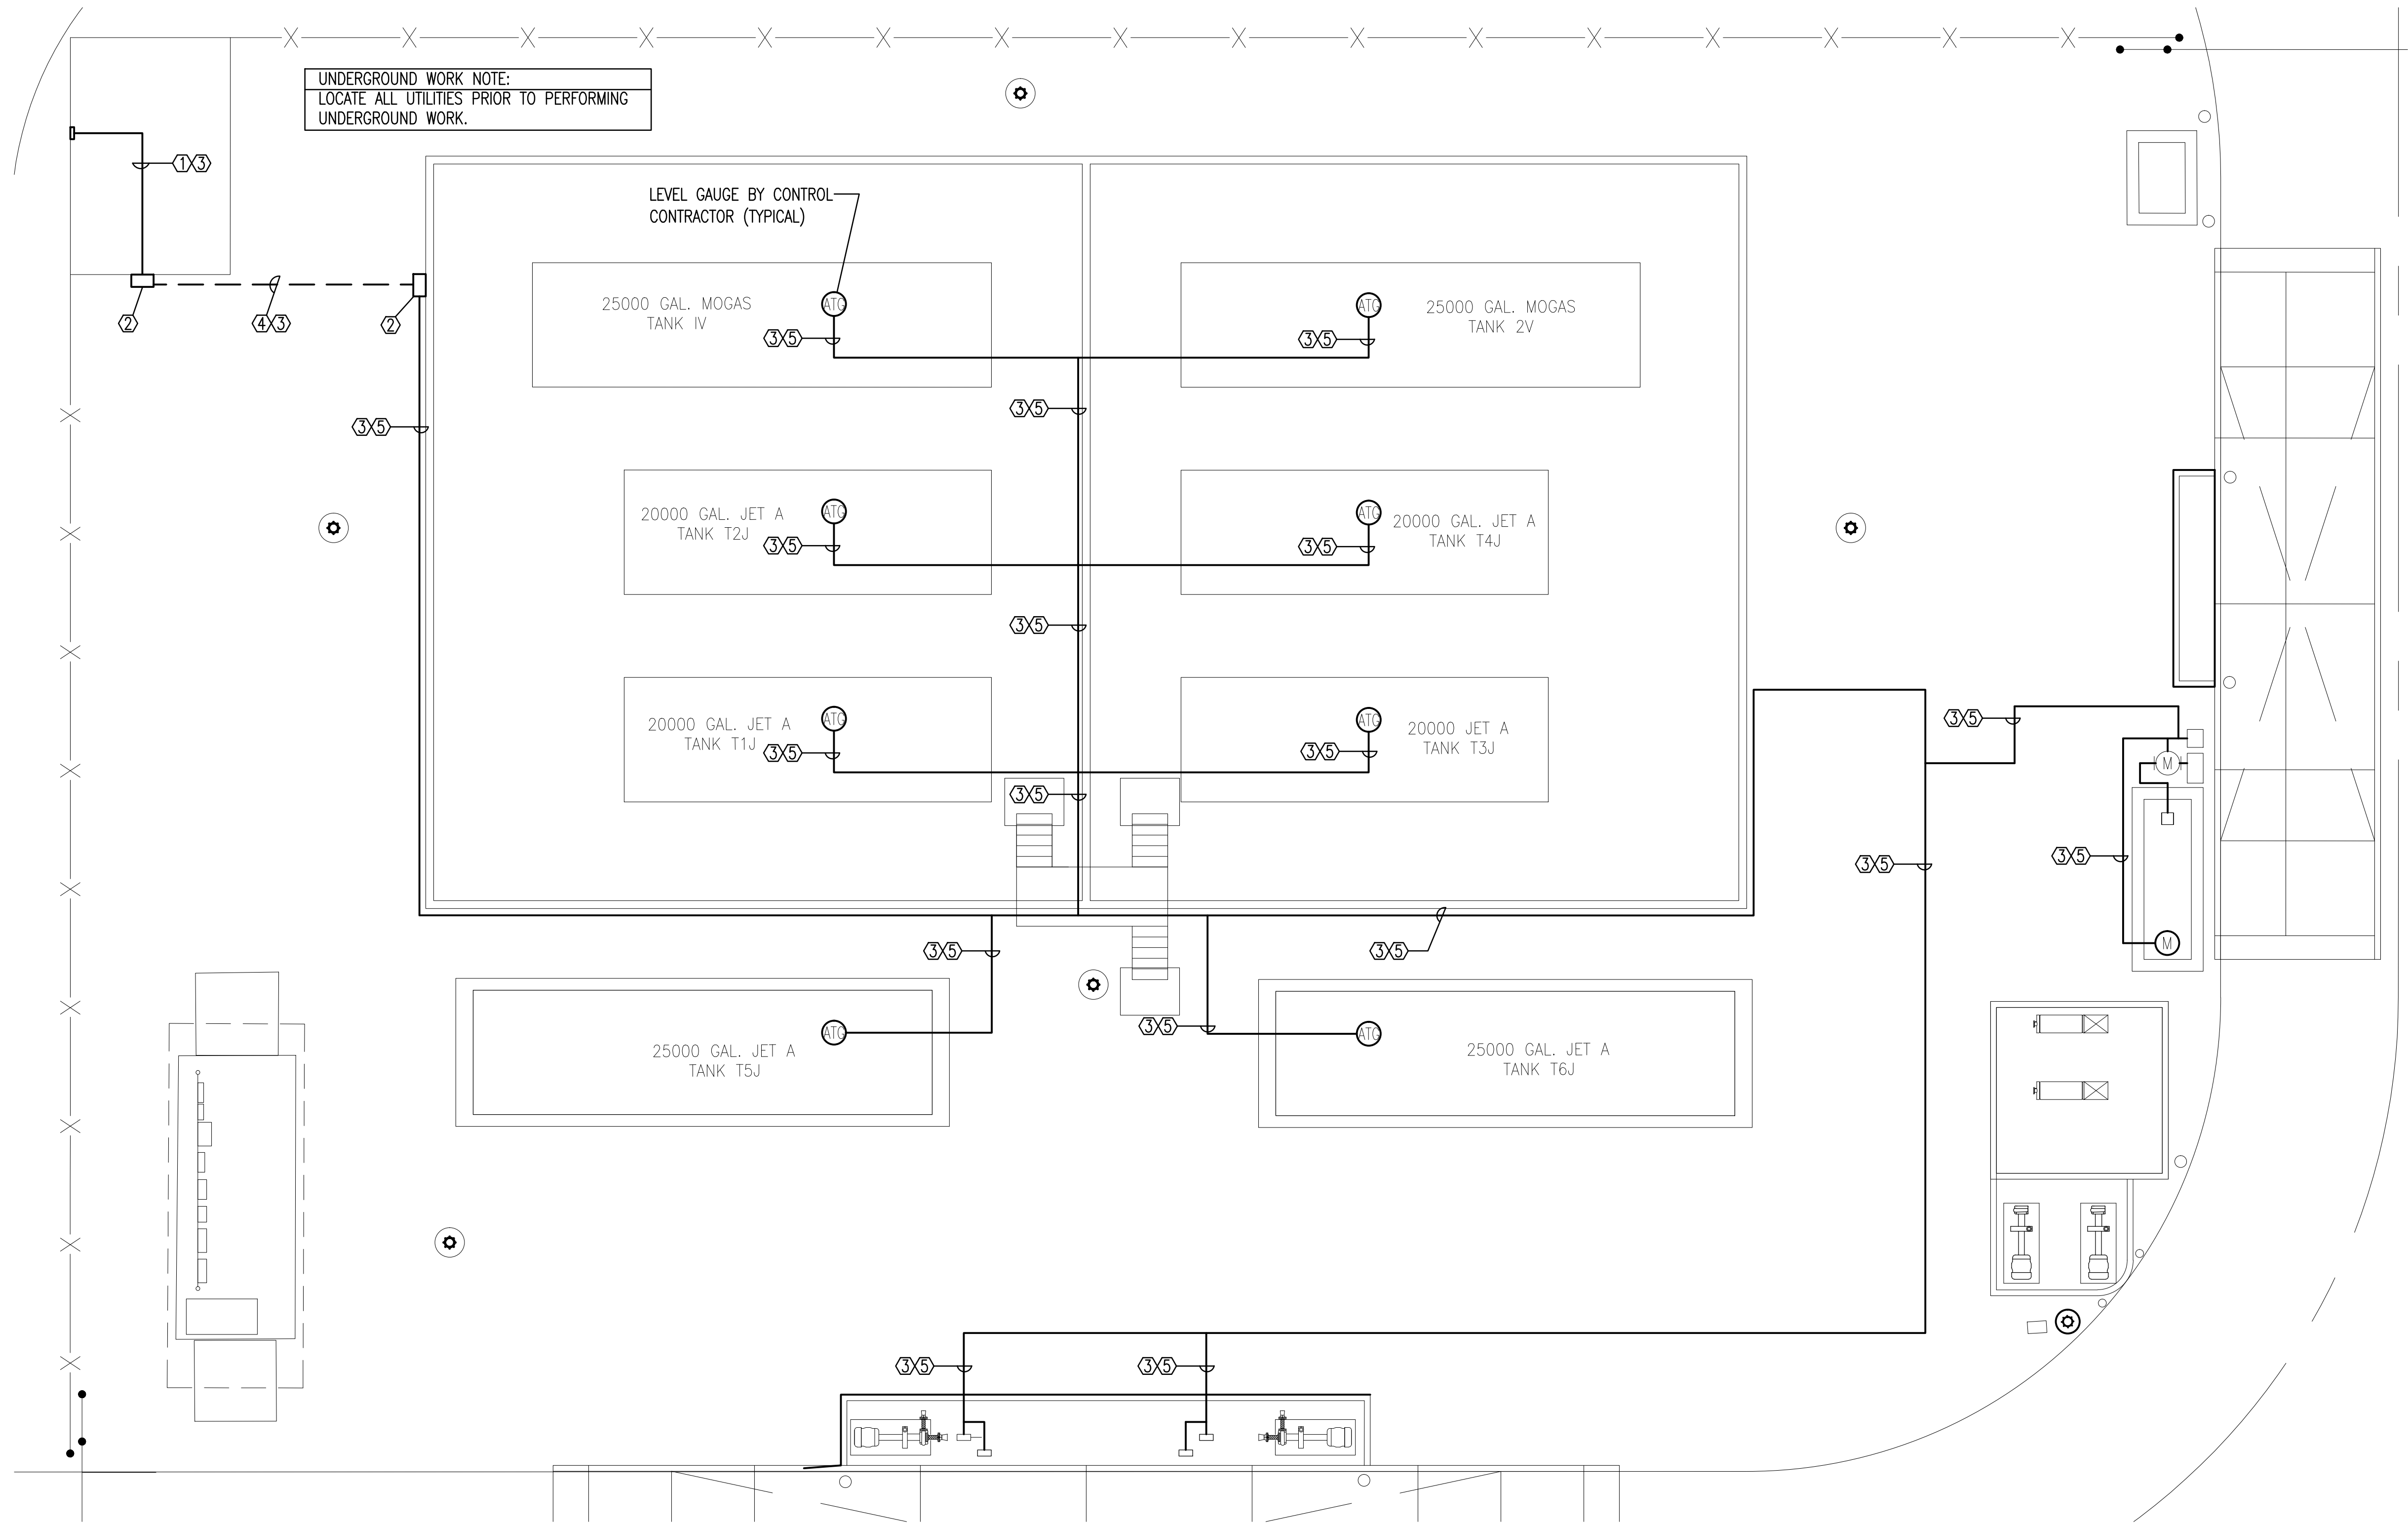 UNDERGROUND WORK NOTE:
LOCATE ALL UTILITIES PRIOR TO PERFORMING
UNDERGROUND WORK.
1 3
LEVEL GAUGE BY CONTROL
CONTRACTOR (TYPICAL)
2
4 3
2
25000 GAL. MOGAS
TANK IV
ATG
3 5
ATG
3 5
25000 GAL. MOGAS
TANK 2V
3 5
3 5
20000 GAL. JET A
TANK T2J
ATG
3 5
ATG
3 5
20000 GAL. JET A
TANK T4J
3 5
20000 GAL. JET A
TANK T1J
ATG
3 5
ATG
3 5
20000 JET A
TANK T3J
3 5
3 5
M
3 5
3 5
M
3 5
3 5
3 5
ATG
25000 GAL. JET A
TANK T5J
ATG
25000 GAL. JET A
TANK T6J
3 5
3 5